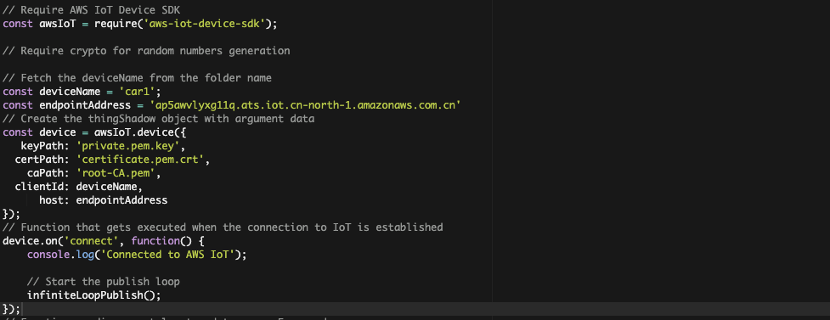 // Require AWS IoT Device SDK
const awsIoT = require('aws-iot-device-sdk');
// Require crypto for random numbers generation
// Fetch the deviceName from the folder name
const deviceName = 'car1';
const endpointAddress = 'ap5awvlyxg11q.ats.iot.cn-north-1.amazonaws.com.cn'
// Create the thingShadow object with argument data
const device = awsIoT.device({
keyPath: 'private.pem.key',
certPath: 'certificate.pem.crt',
caPath: 'root-CA.pem',
clientId: deviceName,
host: endpointAddress
});
// Function that gets executed when the connection to IoT is established
device.on('connect', function() {
console.log('Connected to AWS IoT');
// Start the publish loop
infiniteLoopPublish();
});